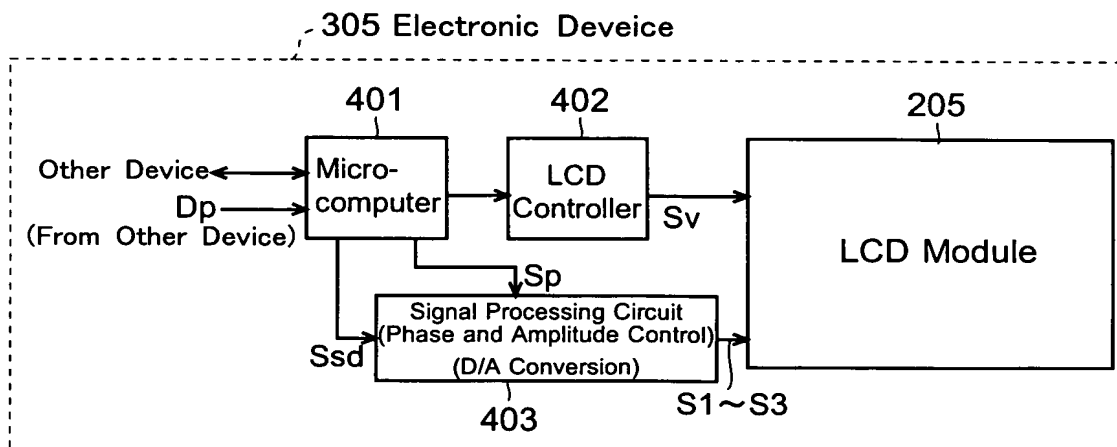 305 Electronic Deveice
401
402
205
Other Device
Dp
(From Other Device)
Micro-
computer
LCD
Controller
Sv
LCD Module
Sp
Ssd
Signal Processing Circuit
(Phase and Amplitude Control)
(D/A Conversion)
403
S1～S3